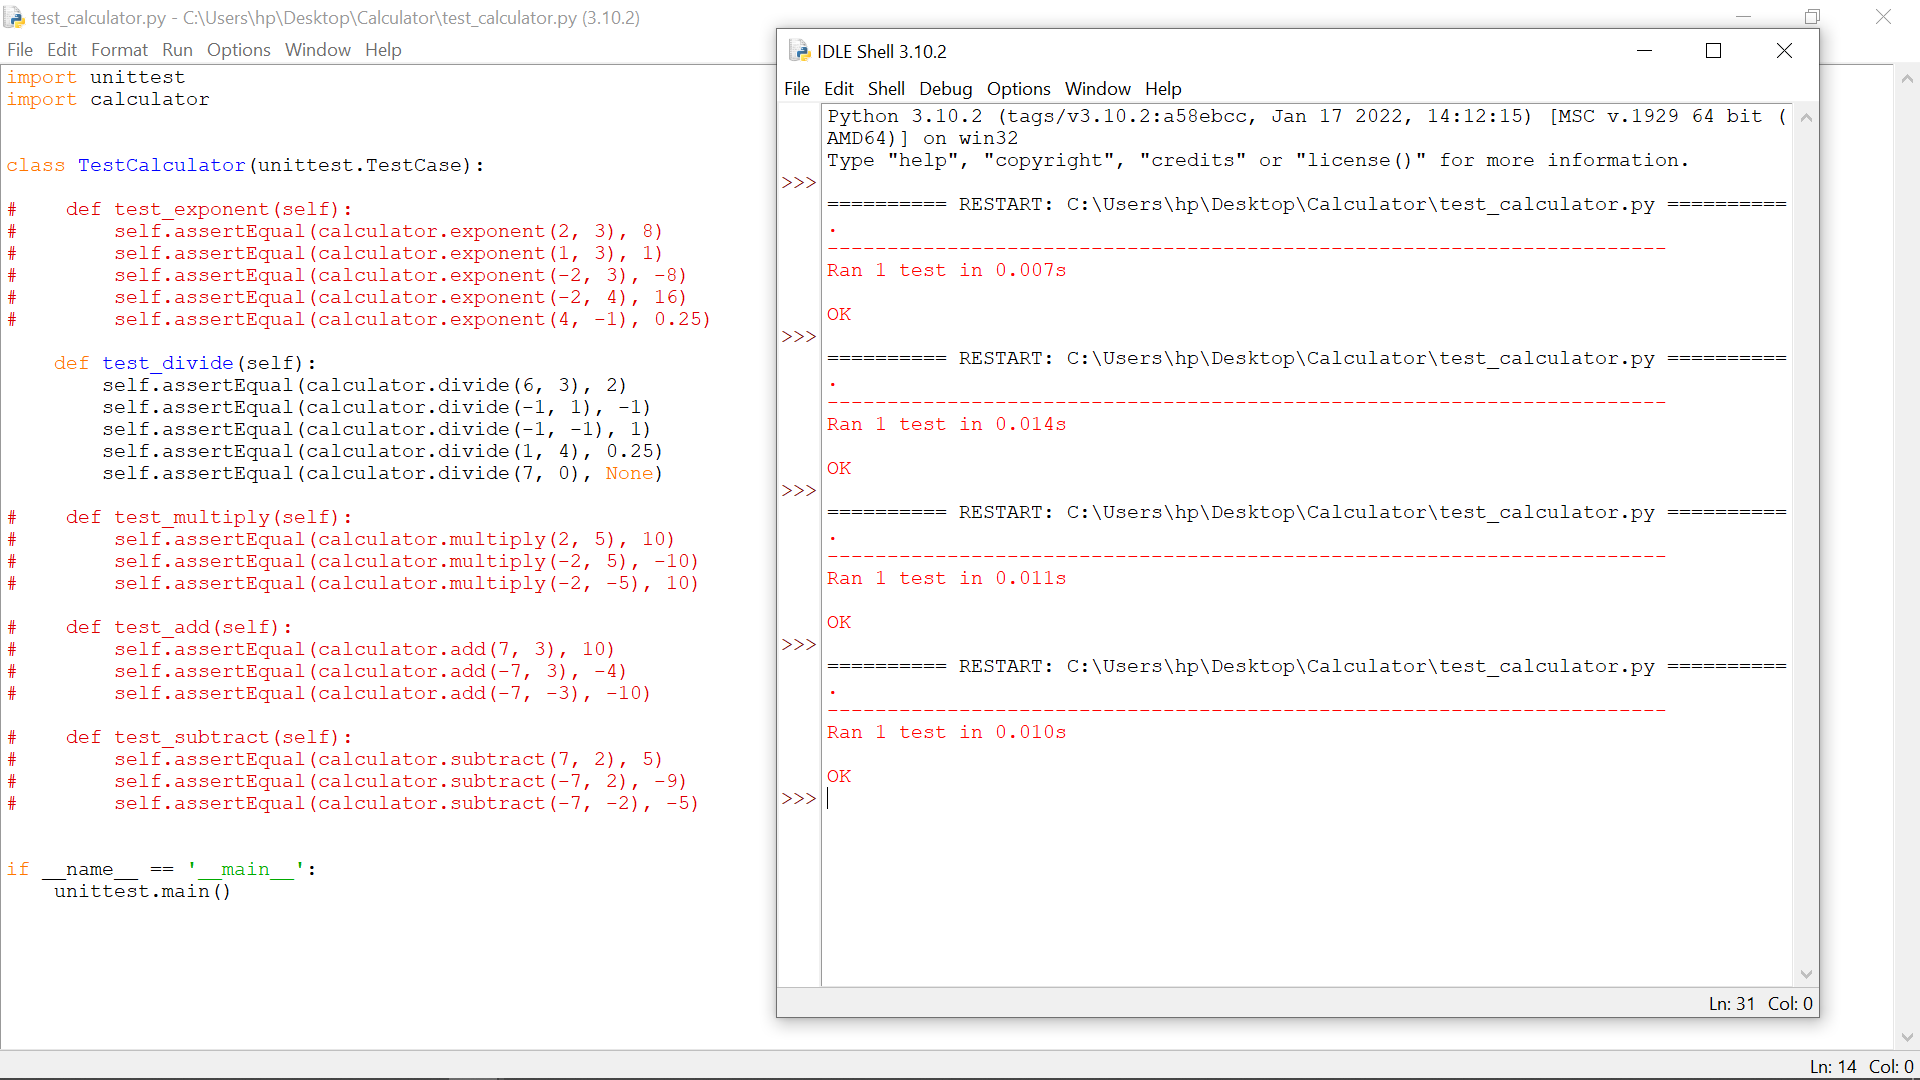 test_calculator.py - C:\Users\hp\Desktop\Calculator\test_calculator.py (3.10.2)
File Edit Format Run Options Window Help
import unittest
import calculator
class TestCalculator(unittest.TestCase):
#    def test_exponent(self):
#        self.assertEqual(calculator.exponent(2, 3), 8)
#        self.assertEqual(calculator.exponent(1, 3), 1)
#        self.assertEqual(calculator.exponent(-2, 3), -8)
#        self.assertEqual(calculator.exponent(-2, 4), 16)
#        self.assertEqual(calculator.exponent(4, -1), 0.25)
    def test_divide(self):
        self.assertEqual(calculator.divide(6, 3), 2)
        self.assertEqual(calculator.divide(-1, 1), -1)
        self.assertEqual(calculator.divide(-1, -1), 1)
        self.assertEqual(calculator.divide(1, 4), 0.25)
        self.assertEqual(calculator.divide(7, 0), None)
#    def test_multiply(self):
#        self.assertEqual(calculator.multiply(2, 5), 10)
#        self.assertEqual(calculator.multiply(-2, 5), -10)
#        self.assertEqual(calculator.multiply(-2, -5), 10)
#    def test_add(self):
#        self.assertEqual(calculator.add(7, 3), 10)
#        self.assertEqual(calculator.add(-7, 3), -4)
#        self.assertEqual(calculator.add(-7, -3), -10)
#    def test_subtract(self):
#        self.assertEqual(calculator.subtract(7, 2), 5)
#        self.assertEqual(calculator.subtract(-7, 2), -9)
#        self.assertEqual(calculator.subtract(-7, -2), -5)
if __name__ == '__main__':
    unittest.main()
IDLE Shell 3.10.2
File Edit Shell Debug Options Window Help
Python 3.10.2 (tags/v3.10.2:a58ebcc, Jan 17 2022, 14:12:15) [MSC v.1929 64 bit (
AMD64)] on win32
Type "help", "copyright", "credits" or "license()" for more information.
>>>
========== RESTART: C:\Users\hp\Desktop\Calculator\test_calculator.py ==========
.
----------------------------------------------------------------------
Ran 1 test in 0.007s
OK
>>>
========== RESTART: C:\Users\hp\Desktop\Calculator\test_calculator.py ==========
.
----------------------------------------------------------------------
Ran 1 test in 0.014s
OK
>>>
========== RESTART: C:\Users\hp\Desktop\Calculator\test_calculator.py ==========
.
----------------------------------------------------------------------
Ran 1 test in 0.011s
OK
>>>
========== RESTART: C:\Users\hp\Desktop\Calculator\test_calculator.py ==========
.
----------------------------------------------------------------------
Ran 1 test in 0.010s
OK
>>>
Ln: 31 Col: 0
Ln: 14 Col: 0